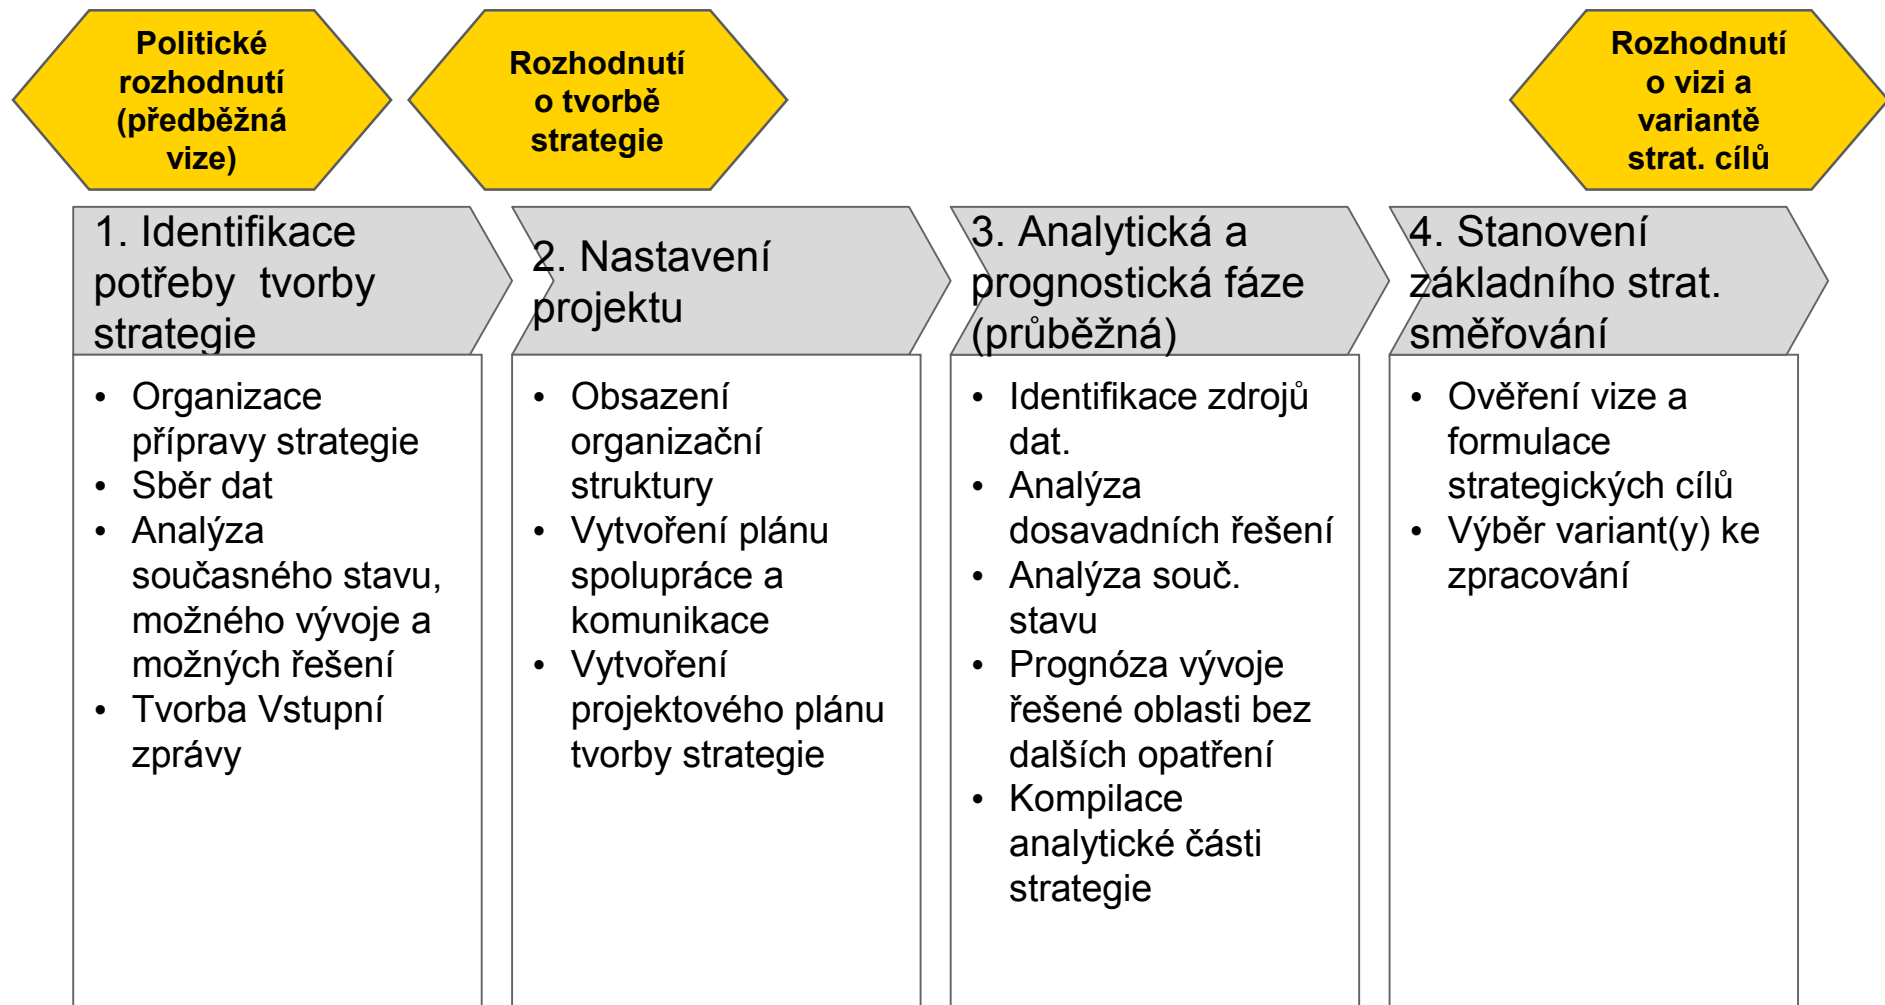 Politické
rozhodnutí
(předběžná
vize)
Rozhodnutí
o tvorbě
strategie
Rozhodnutí
o vizi a
variantě
strat. cílů
1. Identifikace
potřeby  tvorby
strategie
• Organizace
přípravy strategie
• Sběr dat
• Analýza
současného stavu,
možného vývoje a
možných řešení
• Tvorba Vstupní
zprávy
2. Nastavení
projektu
• Obsazení
organizační
struktury
• Vytvoření plánu
spolupráce a
komunikace
• Vytvoření
projektového plánu
tvorby strategie
3. Analytická a
prognostická fáze
(průběžná)
• Identifikace zdrojů
dat.
• Analýza
dosavadních řešení
• Analýza souč.
stavu
• Prognóza vývoje
řešené oblasti bez
dalších opatření
• Kompilace
analytické části
strategie
4. Stanovení
základního strat.
směřování
• Ověření vize a
formulace
strategických cílů
• Výběr variant(y) ke
zpracování